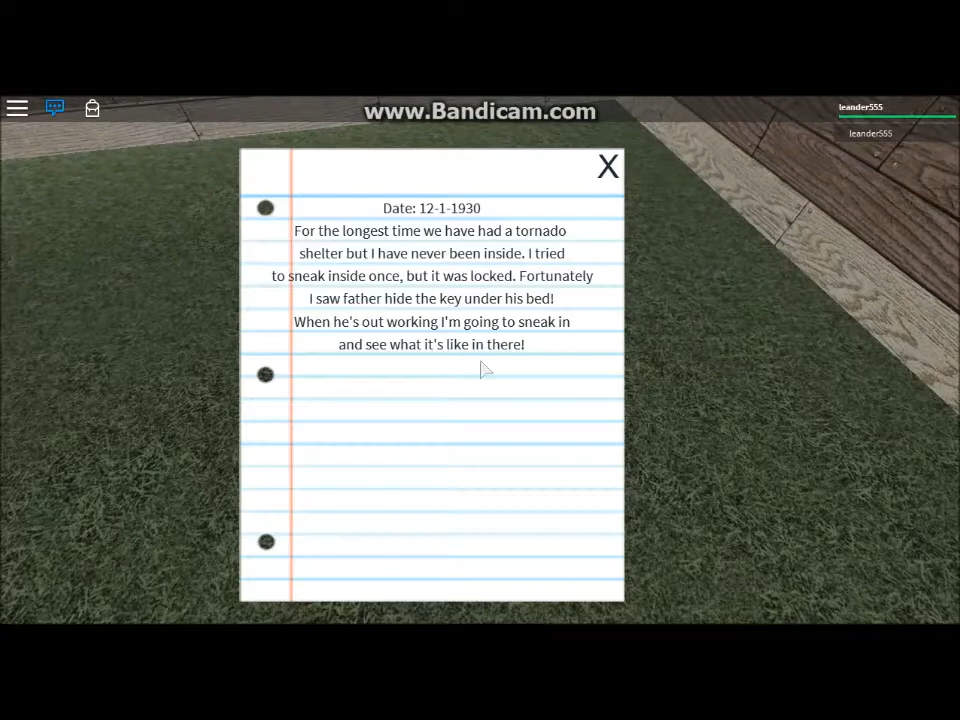 www.Bandicam.com
leander555
leander555
X
Date: 12-1-1930
For the longest time we have had a tornado
shelter but I have never been inside. I tried
to sneak inside once, but it was locked. Fortunately
I saw father hide the key under his bed!
When he's out working I'm going to sneak in
and see what it's like in there!